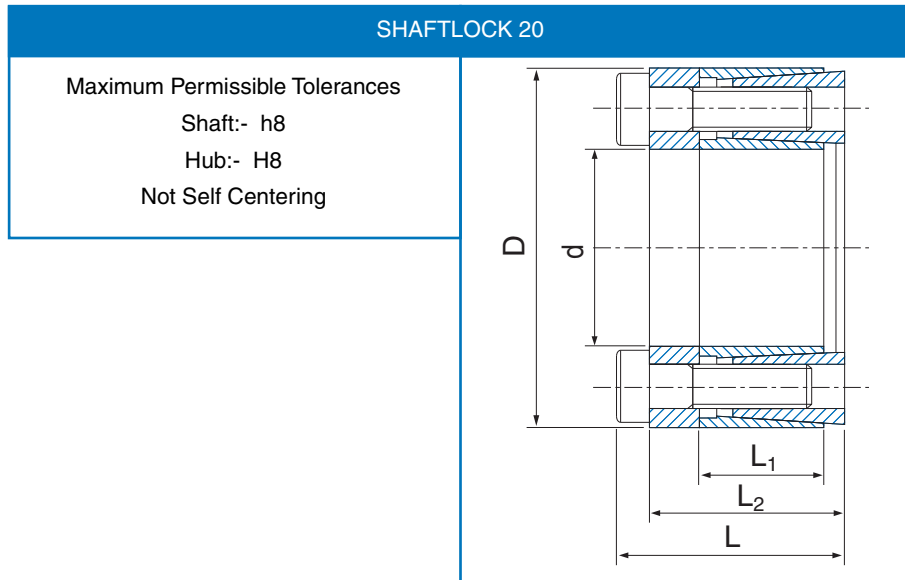 SHAFTLOCK 20
Maximum Permissible Tolerances
Shaft:- h8
Hub:- H8
Not Self Centering
D
d
L₁
L₂
L